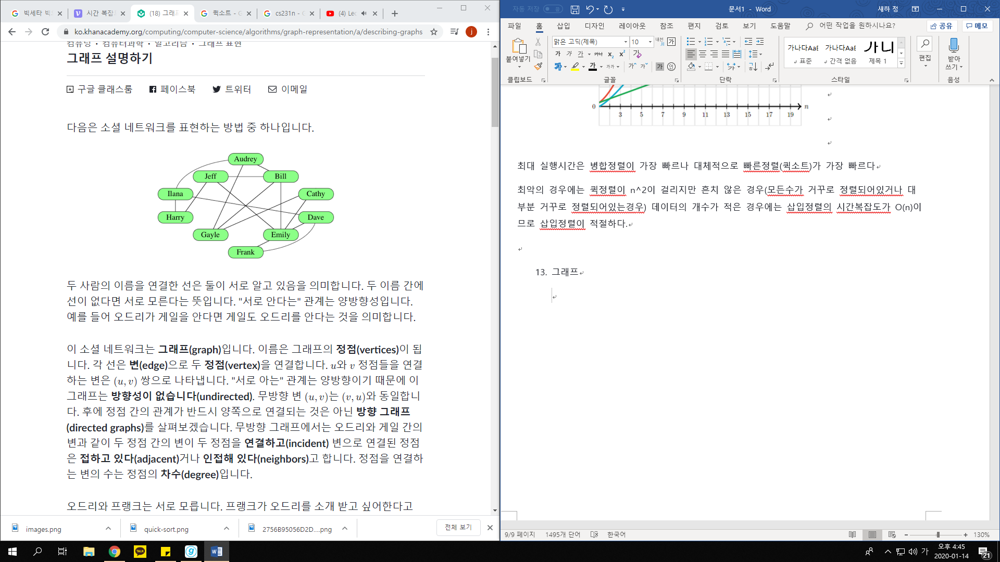 빅세타 빅
시간 복잡
(18) 그래
퀵소트 - G
cs231n - G
(4) Lec
ko.khanacademy.org/computing/computer-science/algorithms/graph-representation/a/describing-graphs
j
컴퓨팅 · 컴퓨터과학 · 알고리즘 · 그래프 표현
그래프 설명하기
구글 클래스룸 페이스북 트위터 이메일
다음은 소셜 네트워크를 표현하는 방법 중 하나입니다.
Audrey
Jeff Bill
Ilana Cathy
Harry Dave
Gayle Emily
Frank
두 사람의 이름을 연결한 선은 둘이 서로 알고 있음을 의미합니다. 두 이름 간에
선이 없다면 서로 모른다는 뜻입니다. "서로 안다는" 관계는 양방향성입니다.
예를 들어 오드리가 게일을 안다면 게일도 오드리를 안다는 것을 의미합니다.
이 소셜 네트워크는 그래프(graph)입니다. 이름은 그래프의 정점(vertices)이 됩
니다. 각 선은 변(edge)으로 두 정점(vertex)을 연결합니다. u와 v 정점들을 연결
하는 변은 (u, v) 쌍으로 나타냅니다. "서로 아는" 관계는 양방향이기 때문에 이
그래프는 방향성이 없습니다(undirected). 무방향 변 (u, v)는 (v, u)와 동일합니
다. 후에 정점 간의 관계가 반드시 양쪽으로 연결되는 것은 아닌 방향 그래프
(directed graphs)를 살펴보겠습니다. 무방향 그래프에서는 오드리와 게일 간의
변과 같이 두 정점 간의 변이 두 정점을 연결하고(incident) 변으로 연결된 정점
은 접하고 있다(adjacent)거나 인접해 있다(neighbors)고 합니다. 정점을 연결하
는 변의 수는 정점의 차수(degree)입니다.
오드리와 프랭크는 서로 모릅니다. 프랭크가 오드리를 소개 받고 싶어한다고
images.png
quick-sort.png
2756B95056D2D....png
전체 보기
자동 저장 끔
문서1 - Word
새하 정
파일 홈 삽입 디자인 레이아웃 참조 편지 검토 보기 도움말 어떤 작업을 원하시나요? 공유 메모
붙여넣기
맑은 고딕(제목) 10
가나다AaE 가나다AaE 가나
표준 간격 없음 제목 1
편집
받아
쓰기
클립보드 글꼴 단락 스타일 음성
0 3 5 7 9 11 13 15 17 19 n
최대 실행시간은 병합정렬이 가장 빠르나 대체적으로 빠른정렬(퀵소트)가 가장 빠르다
최악의 경우에는 퀵정렬이 n^2이 걸리지만 흔치 않은 경우(모든수가 거꾸로 정렬되어있거나 대
부분 거꾸로 정렬되어있는경우) 데이터의 개수가 적은 경우에는 삽입정렬의 시간복잡도가 O(n)이
므로 삽입정렬이 적절하다.
13. 그래프
9/9 페이지 1495개 단어 한국어
130%
TALK
가
오후 4:45
2020-01-14
21